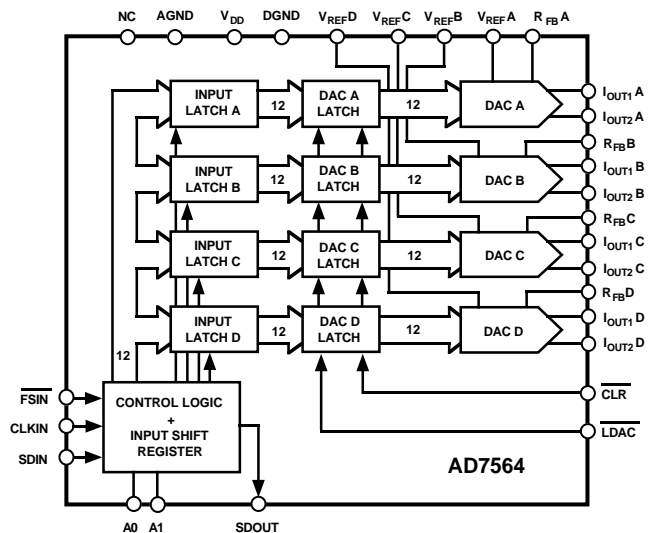 NC AGND VDD DGND VREFD VREFC VREFB VREFA RFBA
INPUT LATCH A
12
DAC A LATCH
12
DAC A
IOUT1A
IOUT2A
RFBB
INPUT LATCH B
12
DAC B LATCH
12
DAC B
IOUT1B
IOUT2B
RFBC
INPUT LATCH C
12
DAC C LATCH
12
DAC C
IOUT1C
IOUT2C
RFBD
INPUT LATCH D
12
DAC D LATCH
12
DAC D
IOUT1D
IOUT2D
12
FSIN
CLKIN
SDIN
CONTROL LOGIC
+
INPUT SHIFT
REGISTER
CLR
LDAC
AD7564
A0 A1 SDOUT